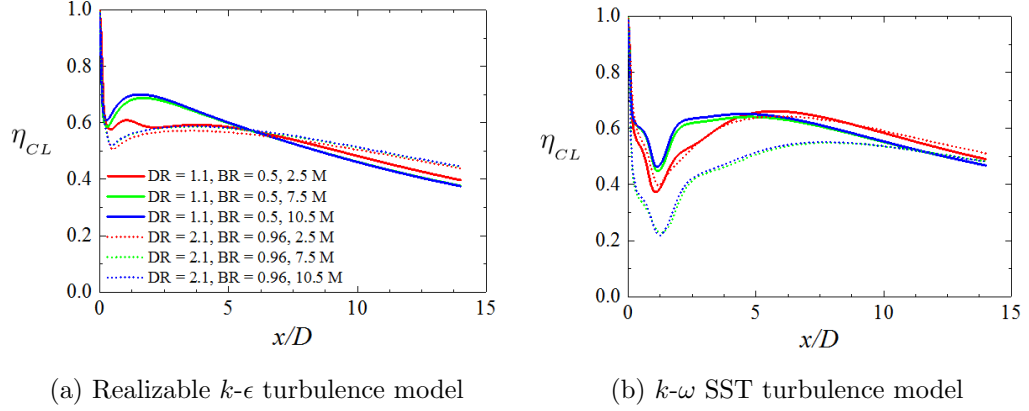 1.0
0.8
0.6
0.4
0.2
0.0
η_CL
DR = 1.1, BR = 0.5, 2.5 M
DR = 1.1, BR = 0.5, 7.5 M
DR = 1.1, BR = 0.5, 10.5 M
DR = 2.1, BR = 0.96, 2.5 M
DR = 2.1, BR = 0.96, 7.5 M
DR = 2.1, BR = 0.96, 10.5 M
0 5 10 15
x/D
(a) Realizable k-ϵ turbulence model
1.0
0.8
0.6
0.4
0.2
0.0
η_CL
0 5 10 15
x/D
(b) k-ω SST turbulence model